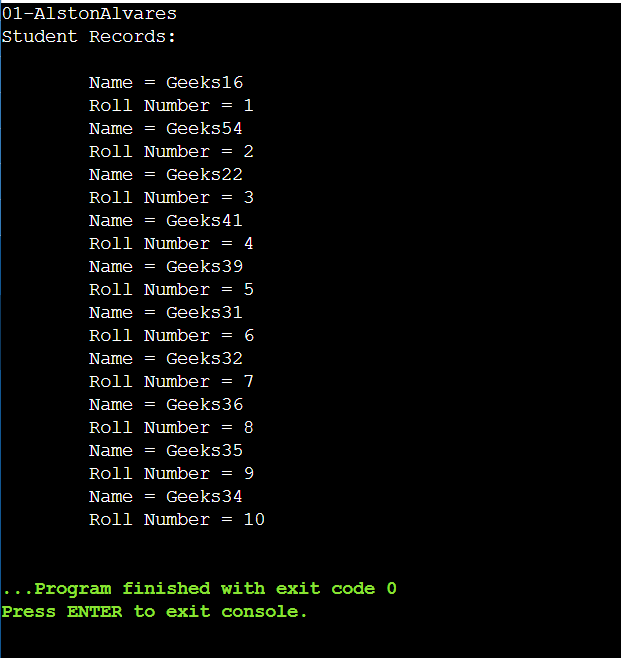 01-AlstonAlvares
Student Records:
Name = Geeks16
Roll Number = 1
Name = Geeks54
Roll Number = 2
Name = Geeks22
Roll Number = 3
Name = Geeks41
Roll Number = 4
Name = Geeks39
Roll Number = 5
Name = Geeks31
Roll Number = 6
Name = Geeks32
Roll Number = 7
Name = Geeks36
Roll Number = 8
Name = Geeks35
Roll Number = 9
Name = Geeks34
Roll Number = 10
...Program finished with exit code 0
Press ENTER to exit console.